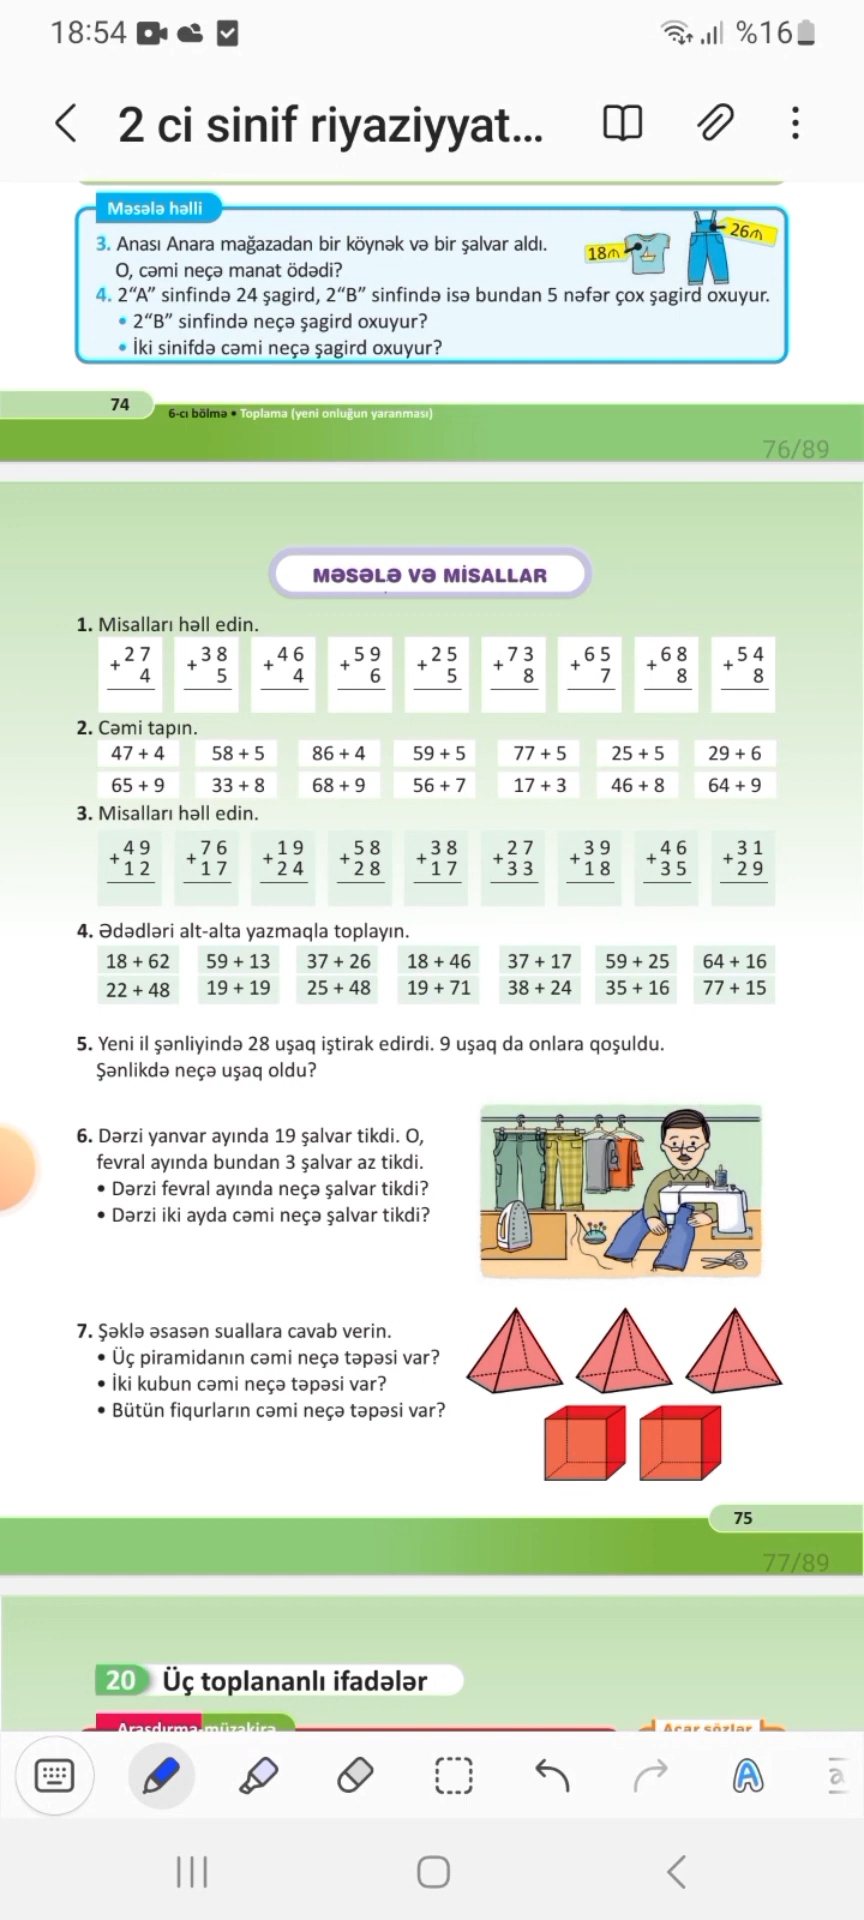 18:54
%16
2 ci sinif riyaziyyat...
Məsələ həlli
3. Anası Anara mağazadan bir köynək və bir şalvar aldı.
O, cəmi neçə manat ödədi?
18₼
26₼
4. 2“A” sinfində 24 şagird, 2“B” sinfində isə bundan 5 nəfər çox şagird oxuyur.
• 2“B” sinfində neçə şagird oxuyur?
• İki sinifdə cəmi neçə şagird oxuyur?
74
6-cı bölmə • Toplama (yeni onluğun yaranması)
76/89
MƏSƏLƏ VƏ MİSALLAR
1. Misalları həll edin.
+27 4 +38 5 +46 4 +59 6 +25 5 +73 8 +65 7 +68 8 +54 8
2. Cəmi tapın.
47 + 4 58 + 5 86 + 4 59 + 5 77 + 5 25 + 5 29 + 6
65 + 9 33 + 8 68 + 9 56 + 7 17 + 3 46 + 8 64 + 9
3. Misalları həll edin.
+49 12 +76 17 +19 24 +58 28 +38 17 +27 33 +39 18 +46 35 +31 29
4. Ədədləri alt-alta yazmaqla toplayın.
18 + 62 59 + 13 37 + 26 18 + 46 37 + 17 59 + 25 64 + 16
22 + 48 19 + 19 25 + 48 19 + 71 38 + 24 35 + 16 77 + 15
5. Yeni il şənliyində 28 uşaq iştirak edirdi. 9 uşaq da onlara qoşuldu.
Şənlikdə neçə uşaq oldu?
6. Dərzi yanvar ayında 19 şalvar tikdi. O,
fevral ayında bundan 3 şalvar az tikdi.
• Dərzi fevral ayında neçə şalvar tikdi?
• Dərzi iki ayda cəmi neçə şalvar tikdi?
7. Şəklə əsasən suallara cavab verin.
• Üç piramidanın cəmi neçə təpəsi var?
• İki kubun cəmi neçə təpəsi var?
• Bütün fiqurların cəmi neçə təpəsi var?
75
77/89
20 Üç toplananlı ifadələr
Araşdırma-müzakirə
Açar sözlər
A
a